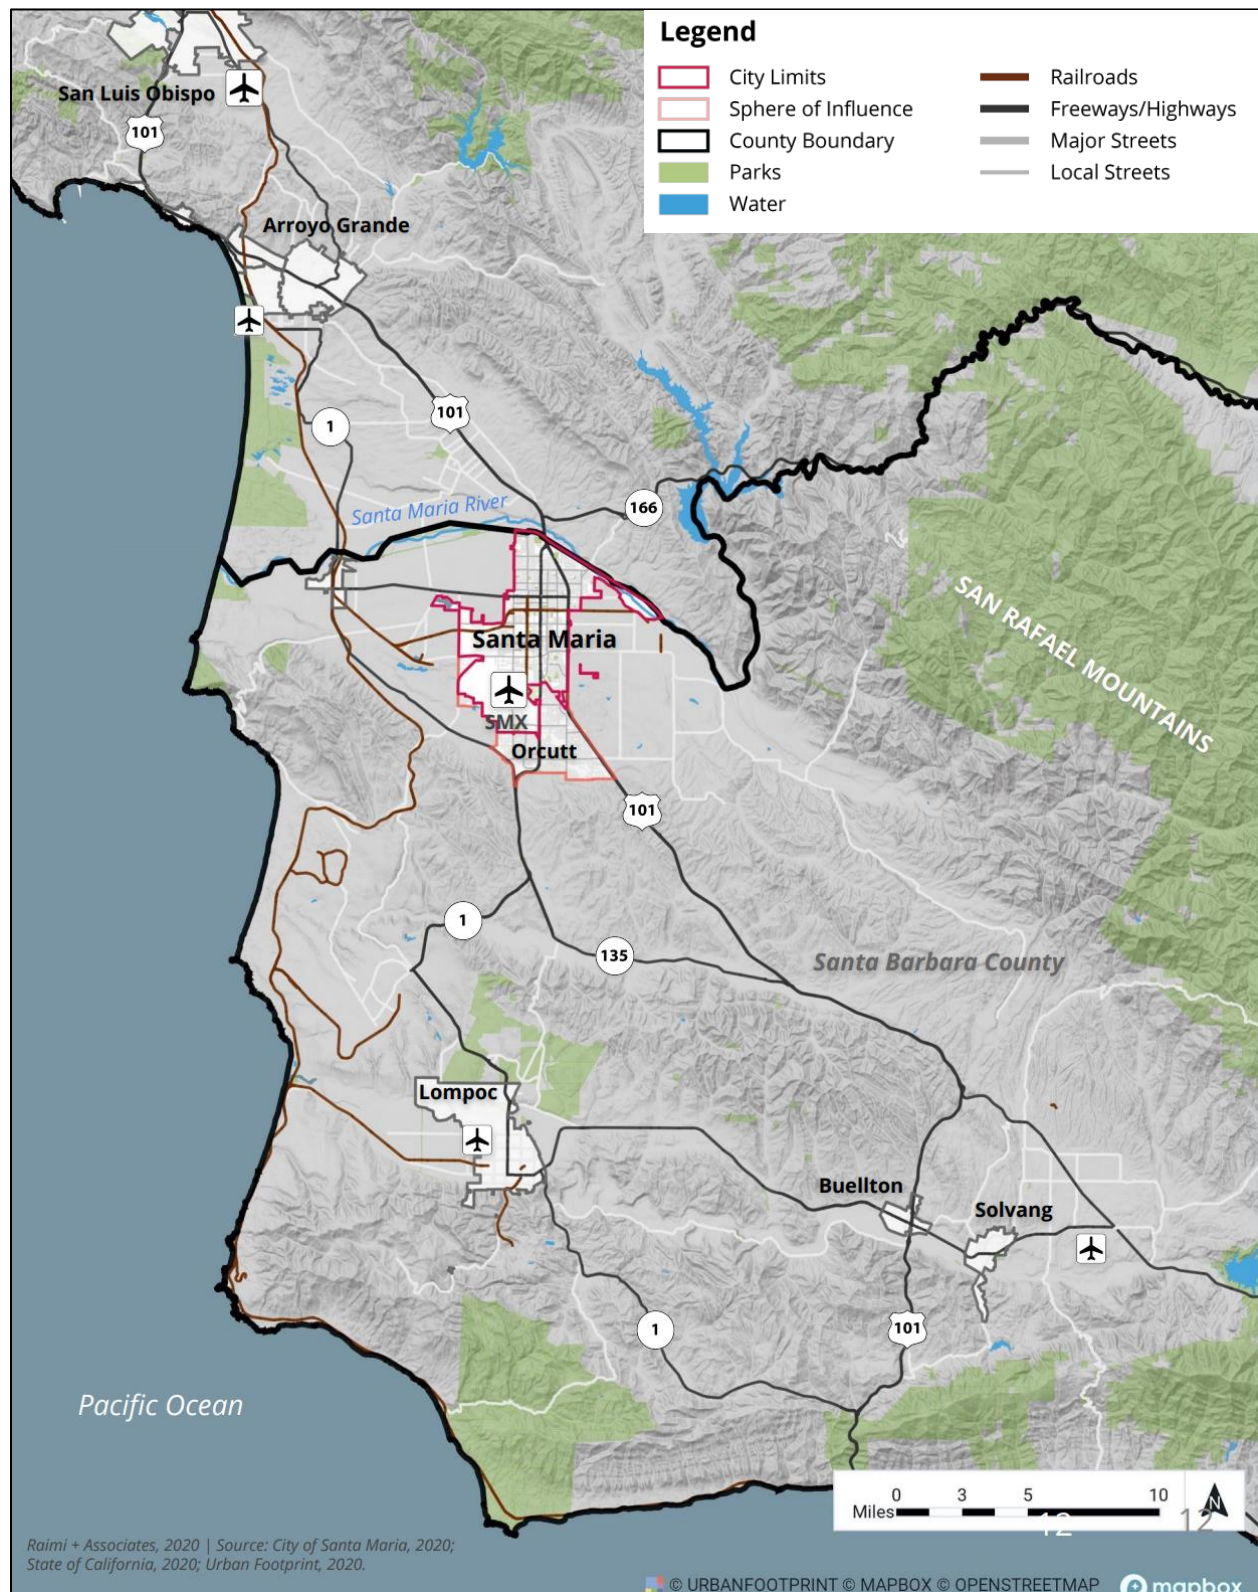 Legend
City Limits
Sphere of Influence
County Boundary
Parks
Water
Railroads
Freeways/Highways
Major Streets
Local Streets
San Luis Obispo
101
Arroyo Grande
101
1
Santa Maria River
166
SAN RAFAEL MOUNTAINS
Santa Maria
SMX
Orcutt
101
1
135
Santa Barbara County
Lompoc
Buellton
Solvang
1
101
Pacific Ocean
0 3 5 10
Miles
N
12
12
Raimi + Associates, 2020 | Source: City of Santa Maria, 2020;
State of California, 2020; Urban Footprint, 2020.
© URBANFOOTPRINT © MAPBOX © OPENSTREETMAP
mapbox